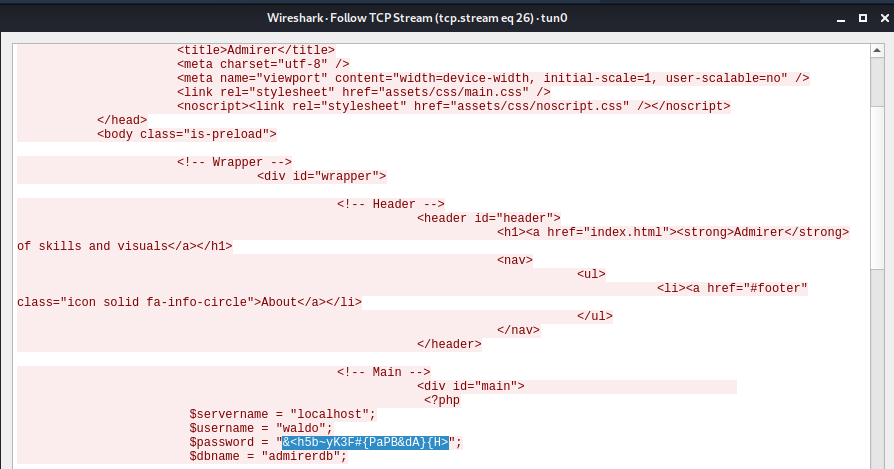 Wireshark · Follow TCP Stream (tcp.stream eq 26) · tun0
<title>Admirer</title>
<meta charset="utf-8" />
<meta name="viewport" content="width=device-width, initial-scale=1, user-scalable=no" />
<link rel="stylesheet" href="assets/css/main.css" />
<noscript><link rel="stylesheet" href="assets/css/noscript.css" /></noscript>
</head>
<body class="is-preload">
<!-- Wrapper -->
<div id="wrapper">
<!-- Header -->
<header id="header">
<h1><a href="index.html"><strong>Admirer</strong>
of skills and visuals</a></h1>
<nav>
<ul>
<li><a href="#footer"
class="icon solid fa-info-circle">About</a></li>
</ul>
</nav>
</header>
<!-- Main -->
<div id="main">
<?php
$servername = "localhost";
$username = "waldo";
$password = "&<h5b~yK3F#{PaPB&dA}{H>";
$dbname = "admirerdb";